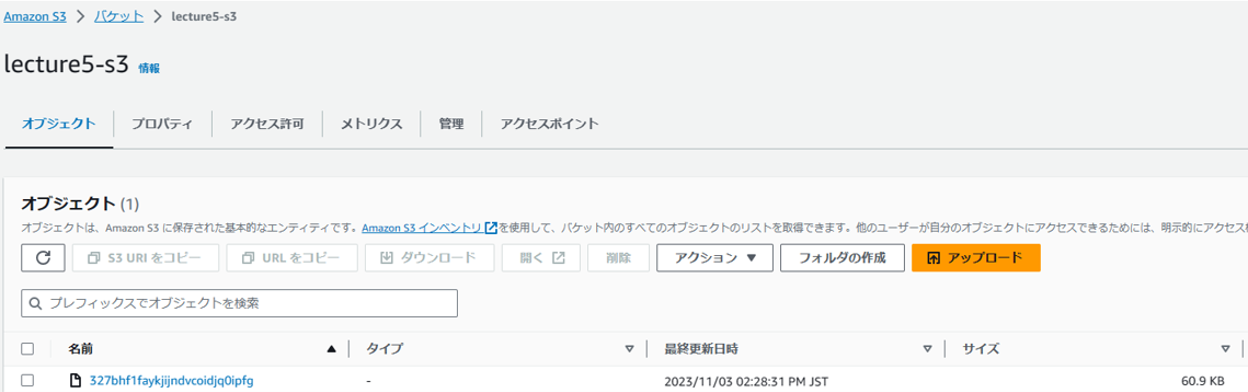 Amazon S3 > バケット > lecture5-s3
lecture5-s3 情報
オブジェクト プロパティ アクセス許可 メトリクス 管理 アクセスポイント
オブジェクト (1)
オブジェクトは、Amazon S3 に保存された基本的なエンティティです。Amazon S3 インベントリ を使用して、バケット内のすべてのオブジェクトのリストを取得できます。他のユーザーが自分のオブジェクトにアクセスできるためには、明示的にアクセス
S3 URI をコピー URL をコピー ダウンロード 開く 削除 アクション フォルダの作成 アップロード
プレフィックスでオブジェクトを検索
名前 タイプ 最終更新日時 サイズ
327bhf1faykjijndvcoidjq0ipfg - 2023/11/03 02:28:31 PM JST 60.9 KB